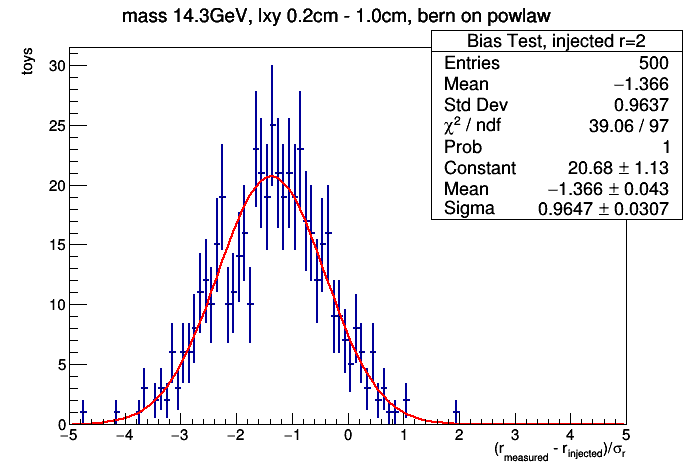 mass 14.3GeV, lxy 0.2cm - 1.0cm, bern on powlaw
Bias Test, injected r=2
Entries 500
Mean −1.366
Std Dev 0.9637
χ² / ndf 39.06 / 97
Prob 1
Constant 20.68 ± 1.13
Mean −1.366 ± 0.043
Sigma 0.9647 ± 0.0307
toys
30
25
20
15
10
5
0
−5 −4 −3 −2 −1 0 1 2 3 4 5
(r_measured - r_injected)/σ_r